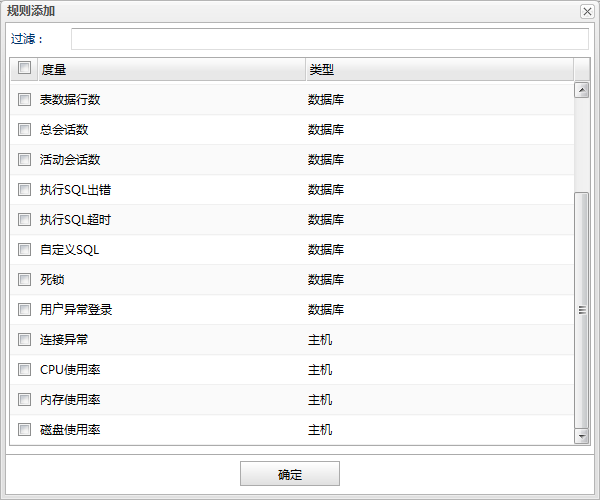 规则添加
过滤：
度量 类型
表数据行数 数据库
总会话数 数据库
活动会话数 数据库
执行SQL出错 数据库
执行SQL超时 数据库
自定义SQL 数据库
死锁 数据库
用户异常登录 数据库
连接异常 主机
CPU使用率 主机
内存使用率 主机
磁盘使用率 主机
确定